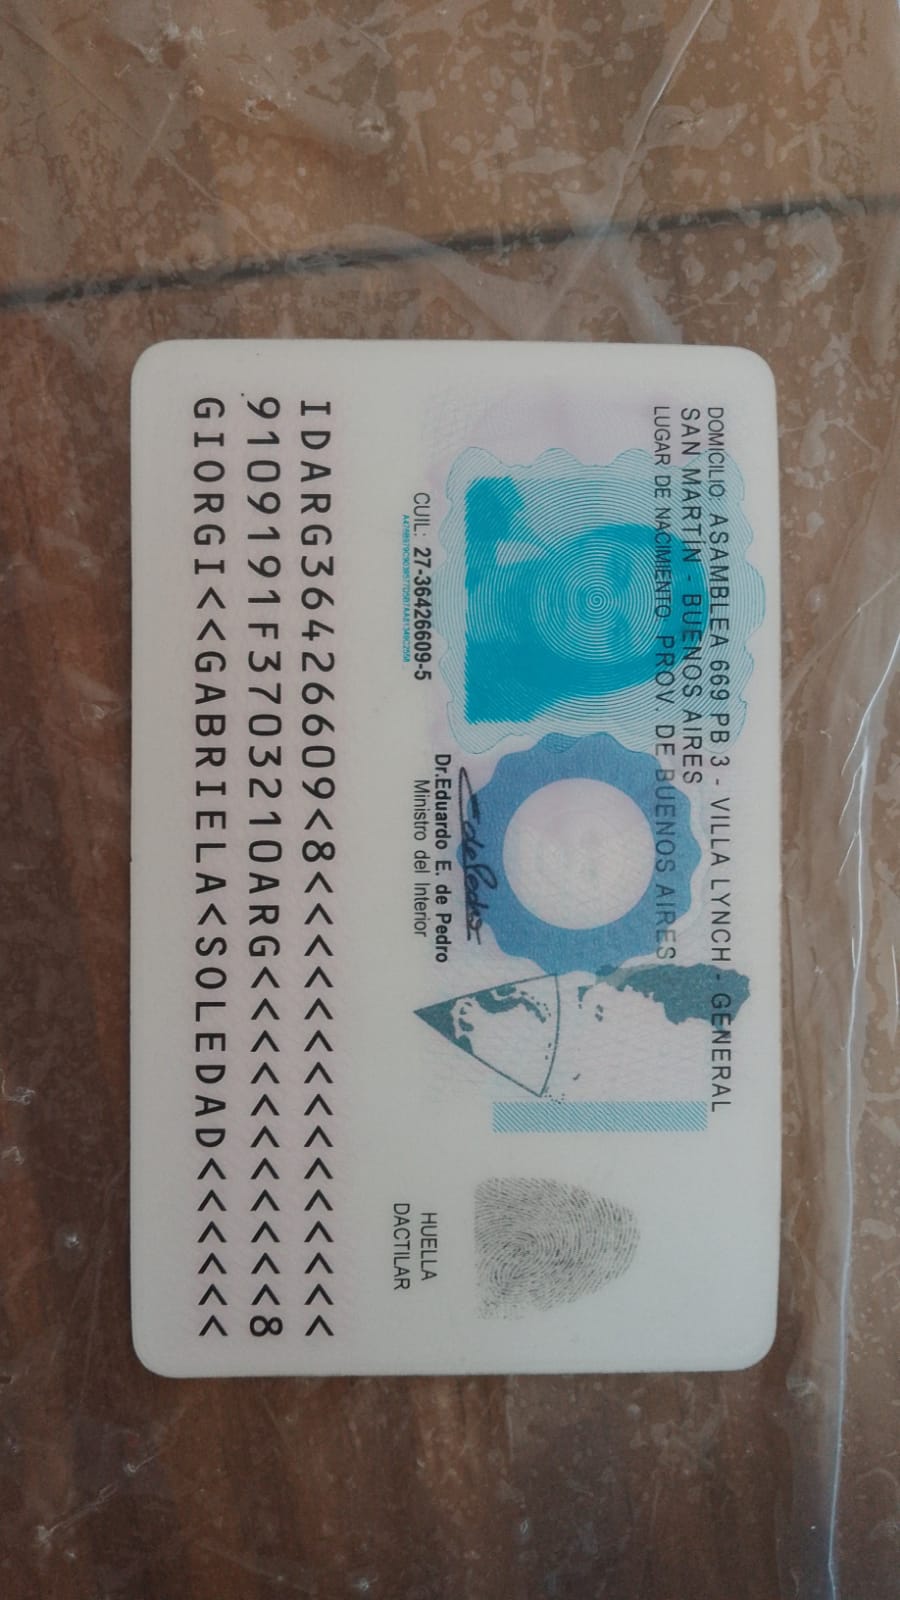 DOMICILIO: ASAMBLEA 669 PB 3 - VILLA LYNCH - GENERAL
SAN MARTÍN - BUENOS AIRES
LUGAR DE NACIMIENTO: PROV. DE BUENOS AIRES
CUIL: 27-36426609-5
Dr.Eduardo E. de Pedro
Ministro del Interior
HUELLA
DACTILAR
IDARG36426609<8<<<<<<<<<<<<<<<
9109191F3703210ARG<<<<<<<<<<<8
GIORGI<<GABRIELA<SOLEDAD<<<<<<